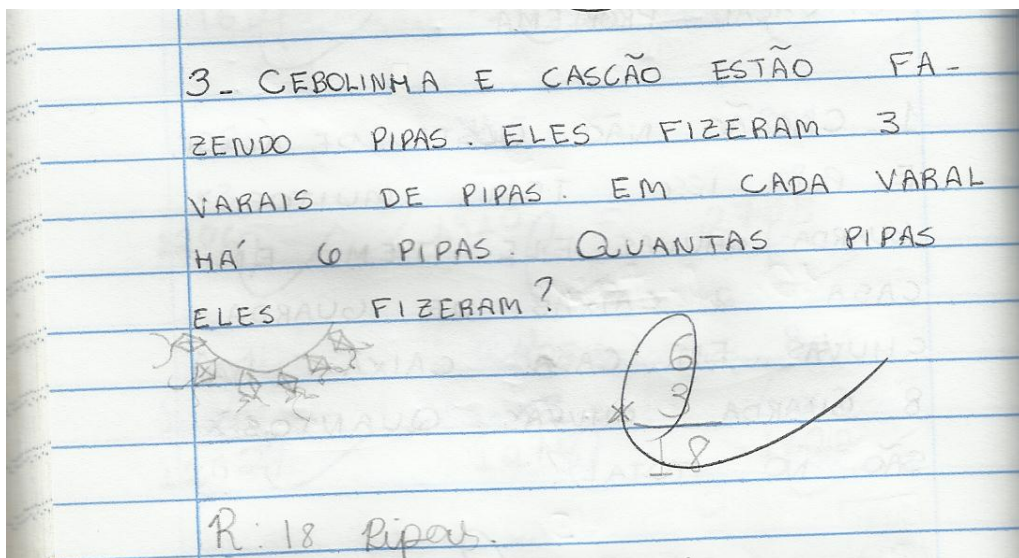 3- CEBOLINHA E CASCÃO ESTÃO FA-
ZENDO PIPAS. ELES FIZERAM 3
VARAIS DE PIPAS. EM CADA VARAL
HÁ 6 PIPAS. QUANTAS PIPAS
ELES FIZERAM?
6
x 3
18
R: 18 Pipas.